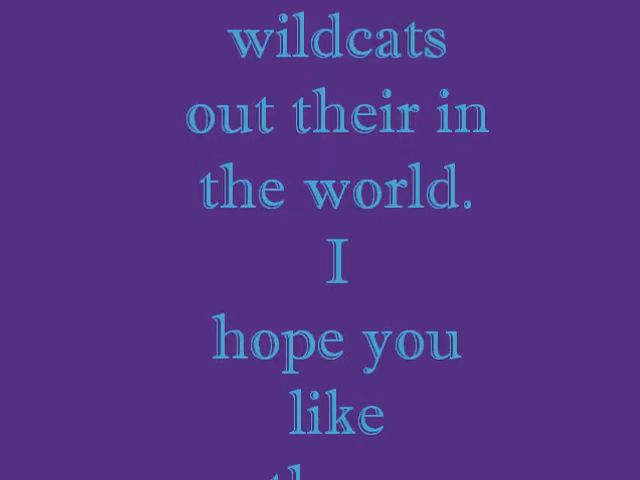 wildcats
out their in
the world.
I
hope you
like